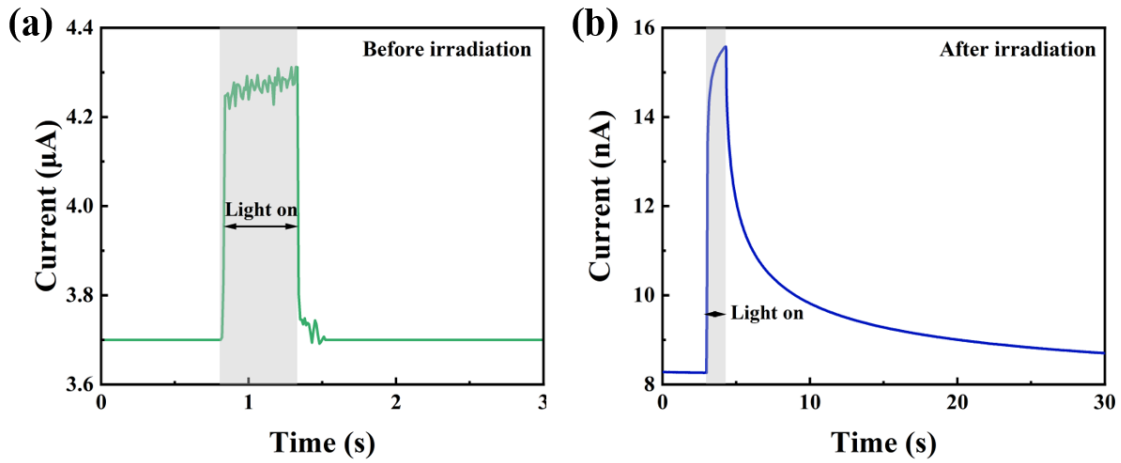 (a)
Before irradiation
Current (μA)
4.4
4.2
4.0
3.8
3.6
Light on
0
1
2
3
Time (s)
(b)
After irradiation
Current (nA)
16
14
12
10
8
Light on
0
10
20
30
Time (s)